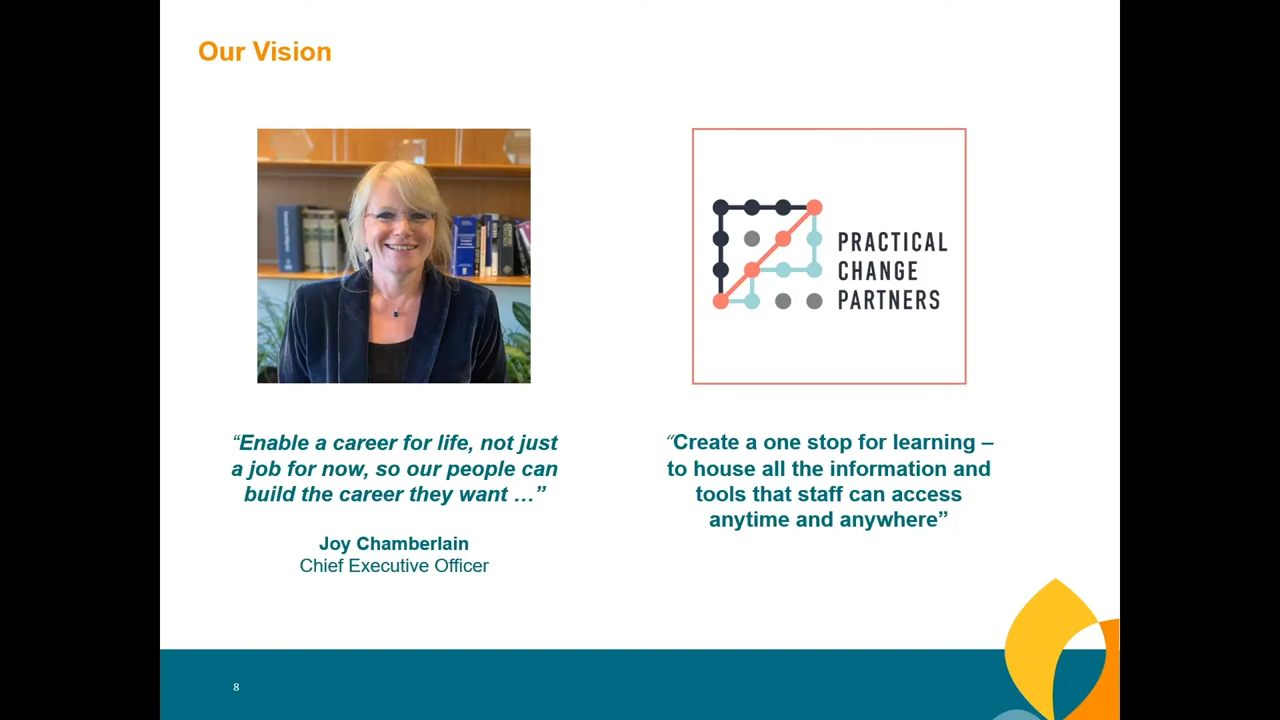 Our Vision
PRACTICAL
CHANGE
PARTNERS
“Enable a career for life, not just
a job for now, so our people can
build the career they want …”
Joy Chamberlain
Chief Executive Officer
“Create a one stop for learning –
to house all the information and
tools that staff can access
anytime and anywhere”
8